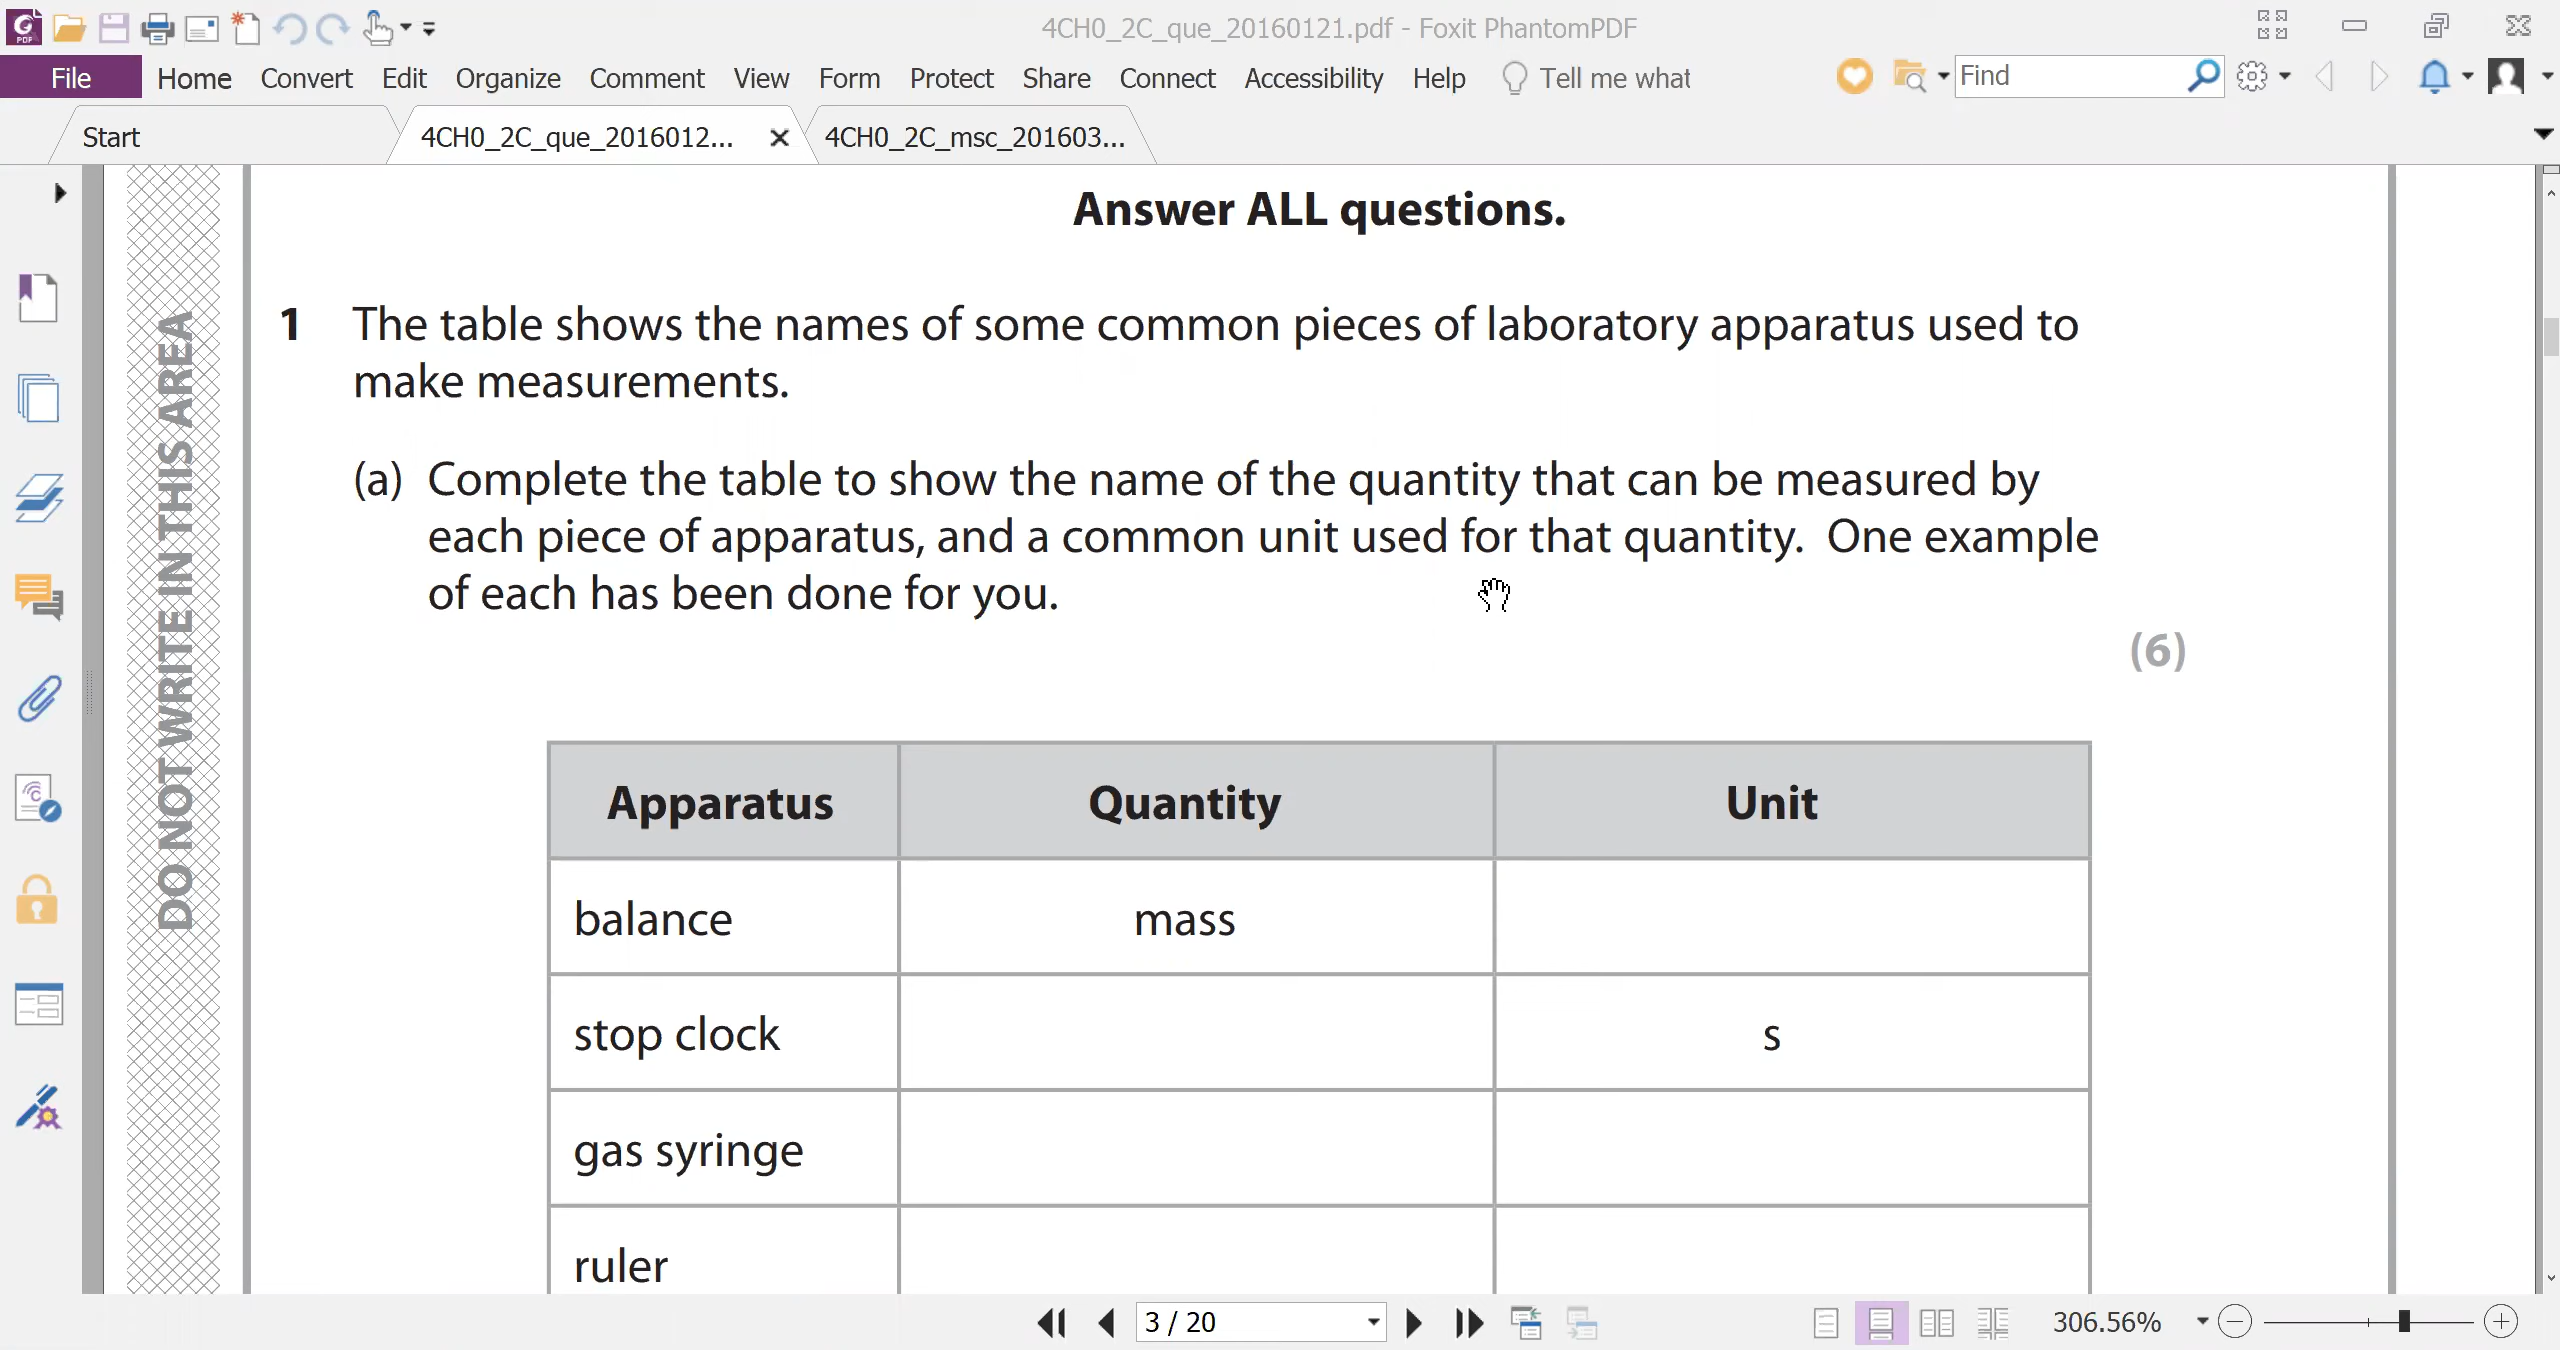 4CH0_2C_que_20160121.pdf - Foxit PhantomPDF
File Home Convert Edit Organize Comment View Form Protect Share Connect Accessibility Help Tell me what Find
Start 4CH0_2C_que_2016012... 4CH0_2C_msc_201603...
DO NOT WRITE IN THIS AREA
Answer ALL questions.
1 The table shows the names of some common pieces of laboratory apparatus used to
make measurements.
(a) Complete the table to show the name of the quantity that can be measured by
each piece of apparatus, and a common unit used for that quantity. One example
of each has been done for you.
(6)
Apparatus Quantity Unit
balance mass
stop clock s
gas syringe
ruler
3 / 20 306.56%